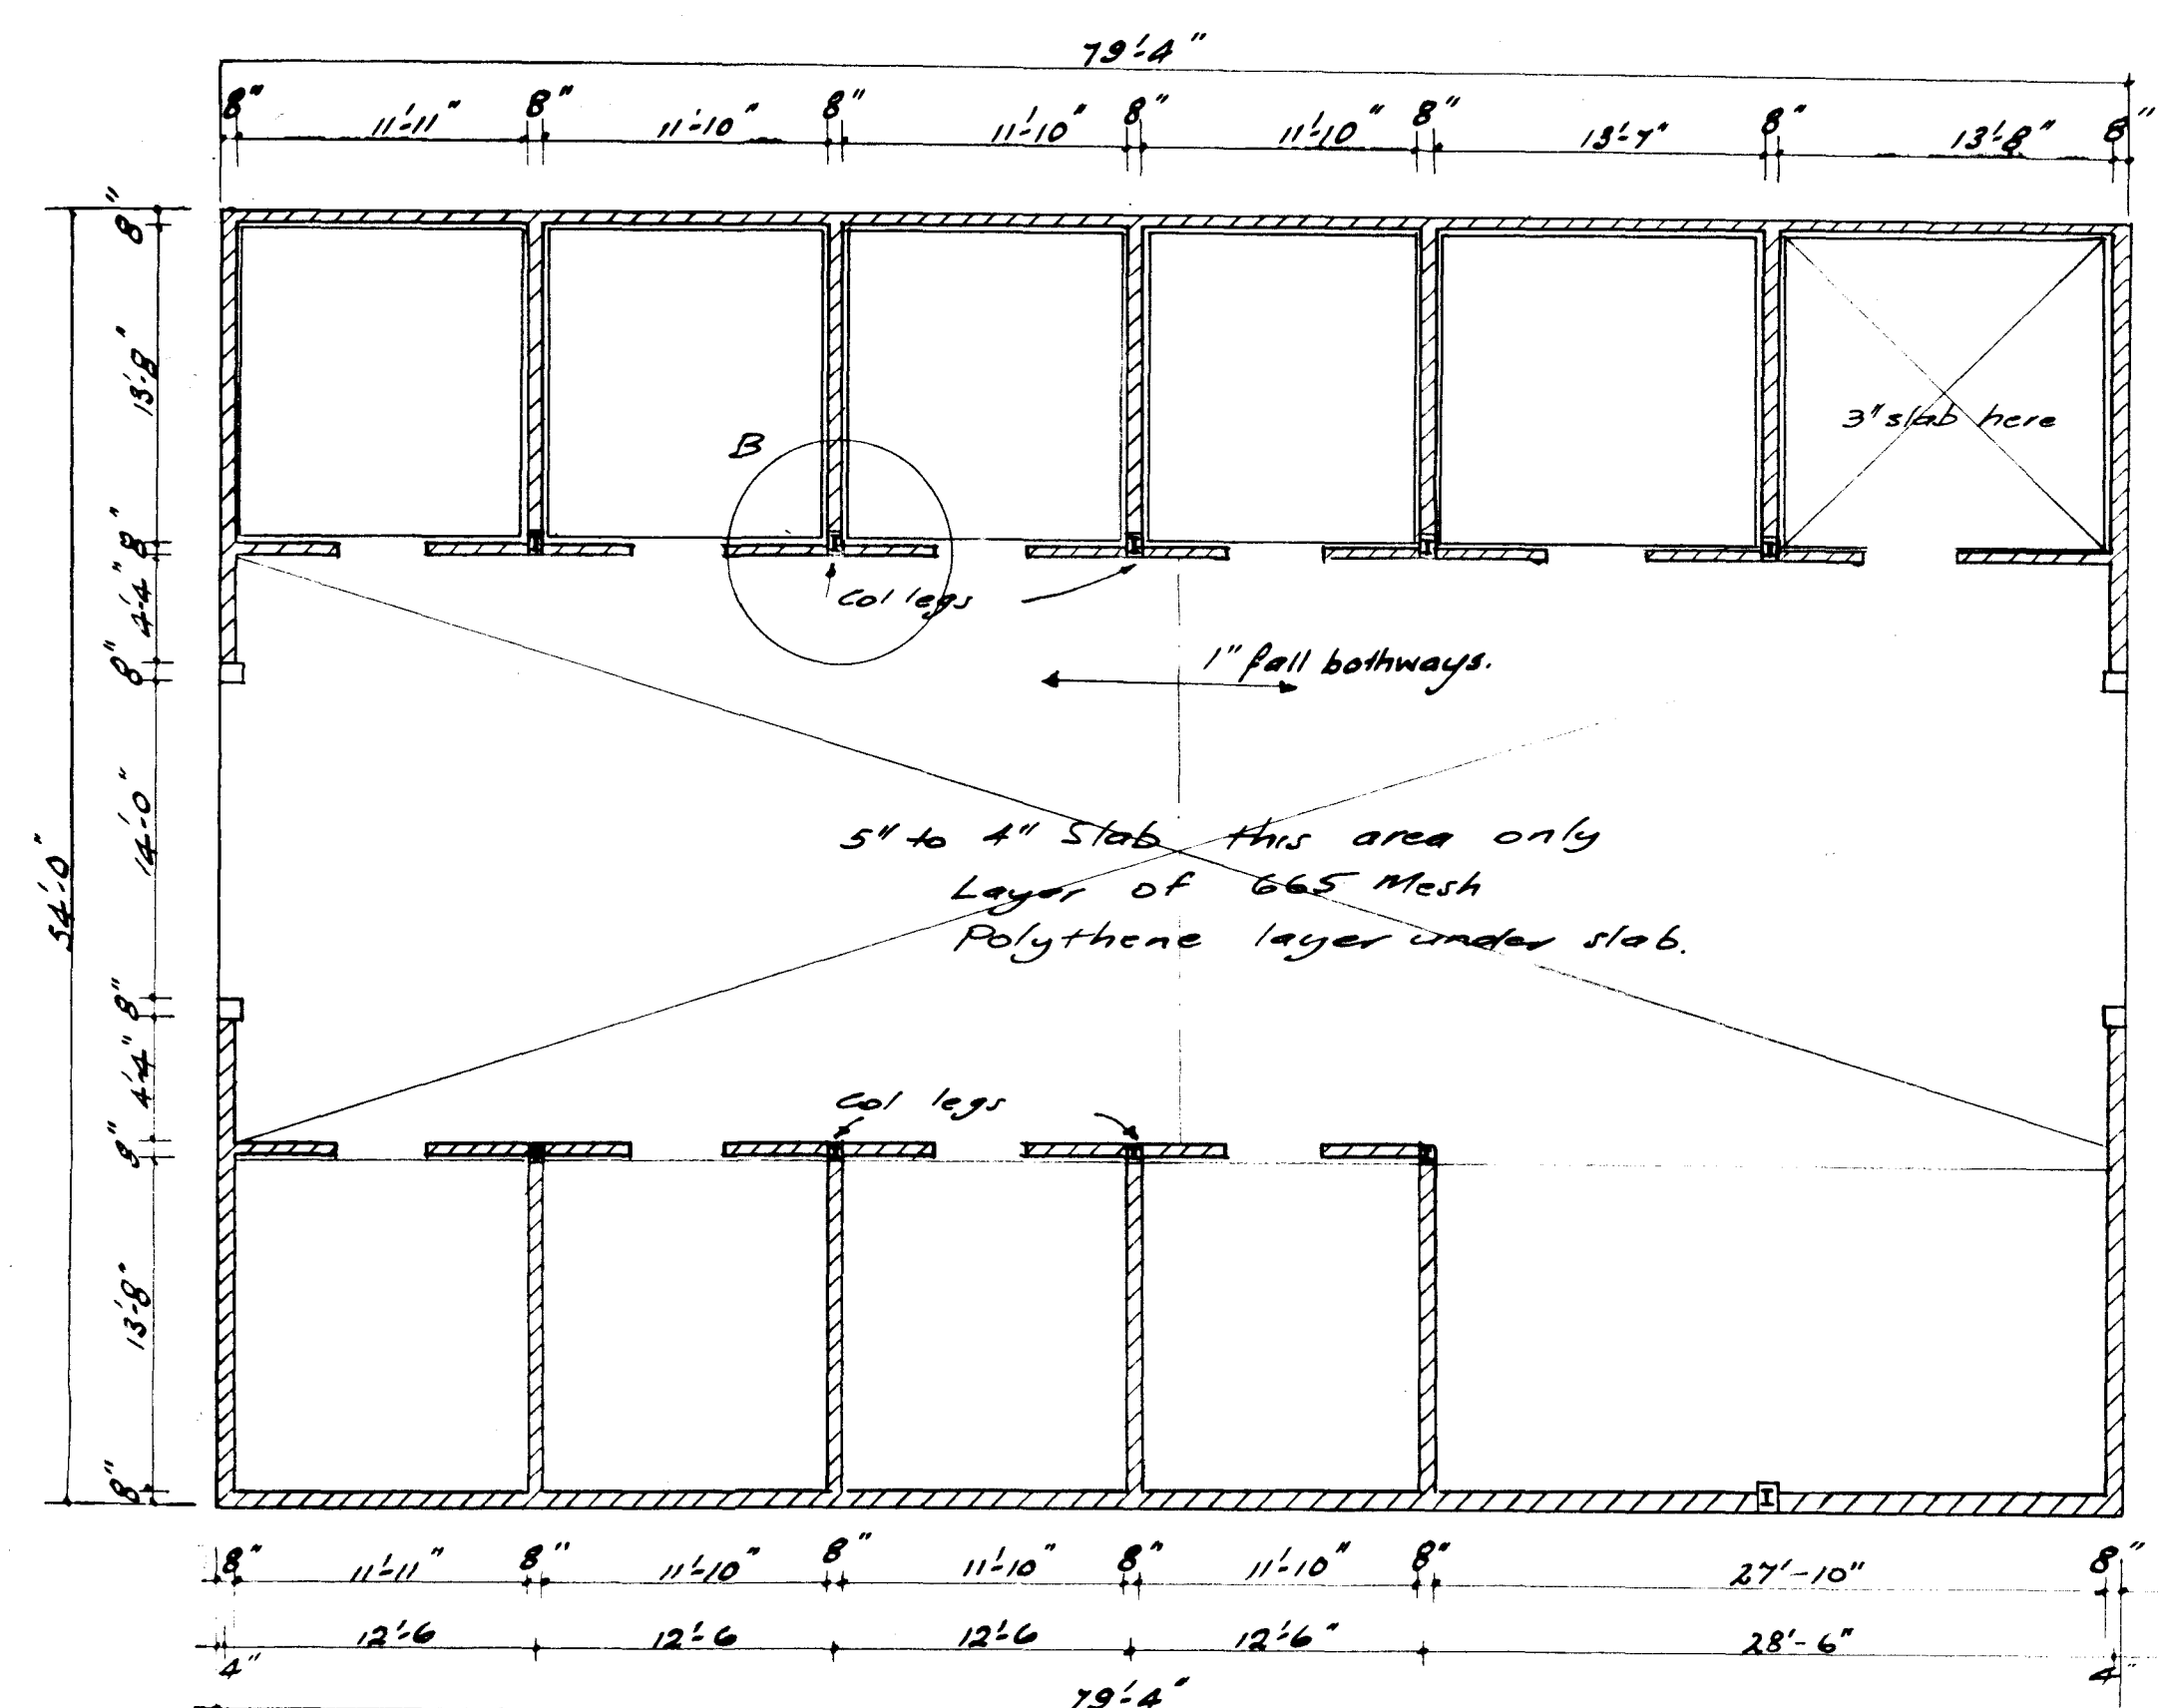 79'-4"
8" 11'-11" 8" 11'-10" 8" 11'-10" 8" 11'-10" 8" 13'-7" 8" 13'-8" 8"
8"
13'-8'
8"
4'-4"
8"
14'-0"
8"
4'-4"
8"
13'-8"
8"
54'-0"
3" slab here
B
Col legs
1" fall bothways.
5" to 4" Slab this area only
Layer of 665 Mesh
Polythene layer under slab.
Col legs
8" 11'-11" 8" 11'-10" 8" 11'-10" 8" 11'-10" 8" 27'-10" 8"
4" 12'-6 12'-6 12'-6 12'-6" 28'-6" 4"
79'-4"